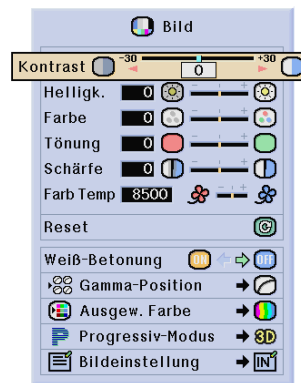 Bild
Kontrast -30 0 +30
Helligk. 0 - +
Farbe 0 - +
Tönung 0 - +
Schärfe 0 - +
Farb Temp 8500 - +
Reset
Weiß-Betonung ON OFF
Gamma-Position
Ausgew. Farbe
Progressiv-Modus 3D
Bildeinstellung IN